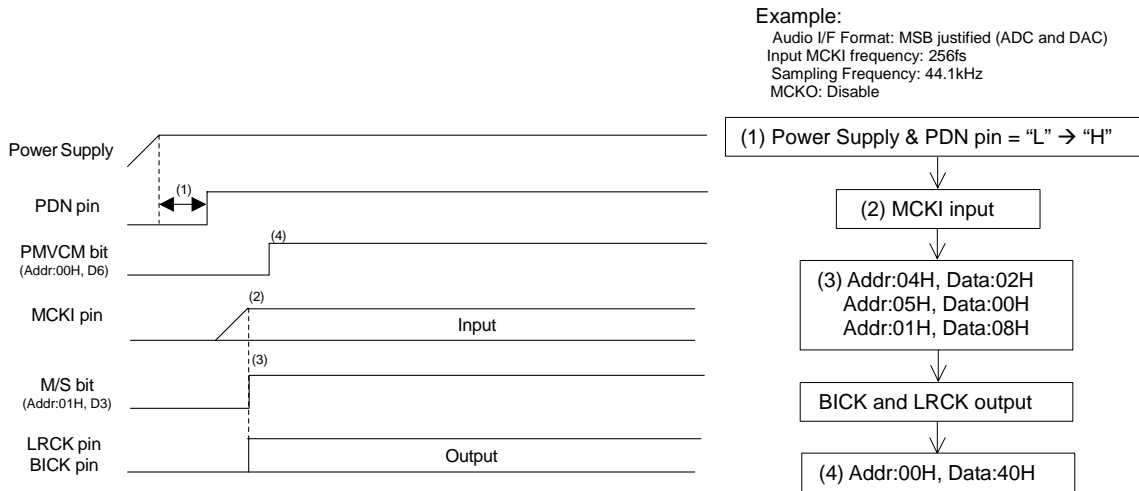 Example:
Audio I/F Format: MSB justified (ADC and DAC)
Input MCKI frequency: 256fs
Sampling Frequency: 44.1kHz
MCKO: Disable
Power Supply
(1)
PDN pin
(4)
PMVCM bit
(Addr:00H, D6)
(2)
MCKI pin
Input
(3)
M/S bit
(Addr:01H, D3)
LRCK pin
BICK pin
Output
(1) Power Supply & PDN pin = “L” → “H”
(2) MCKI input
(3) Addr:04H, Data:02H
Addr:05H, Data:00H
Addr:01H, Data:08H
BICK and LRCK output
(4) Addr:00H, Data:40H